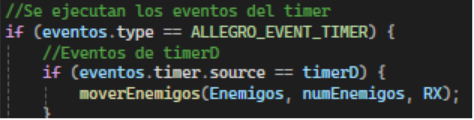 //Se ejecutan los eventos del timer
if (eventos.type == ALLEGRO_EVENT_TIMER) {
//Eventos de timerD
if (eventos.timer.source == timerD) {
moverEnemigos(Enemigos, numEnemigos, RX);
}